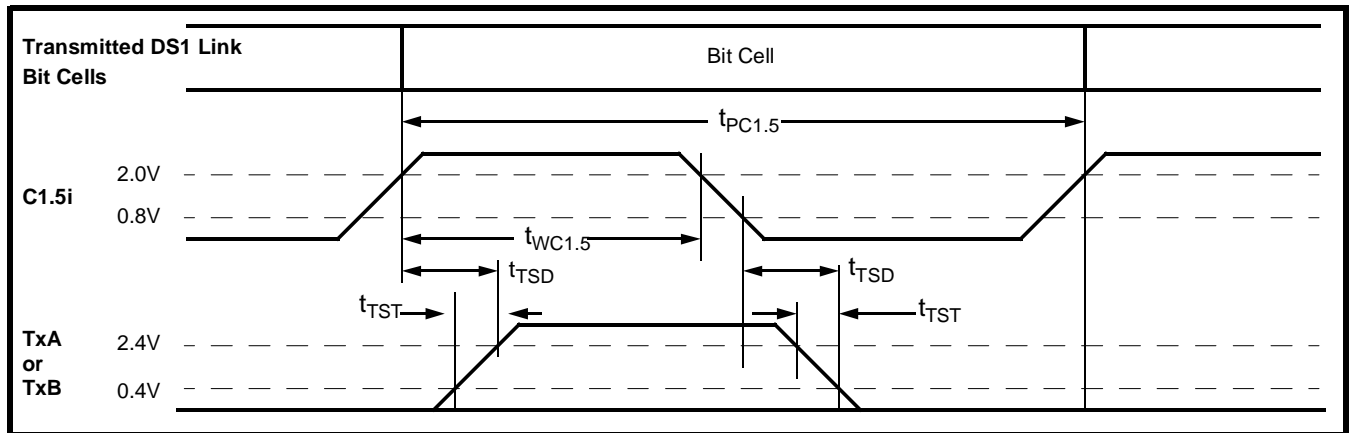 Transmitted DS1 Link
Bit Cells
Bit Cell
tPC1.5
2.0V
C1.5i
0.8V
tWC1.5
tTSD
tTSD
tTST
tTST
TxA
or
TxB
2.4V
0.4V